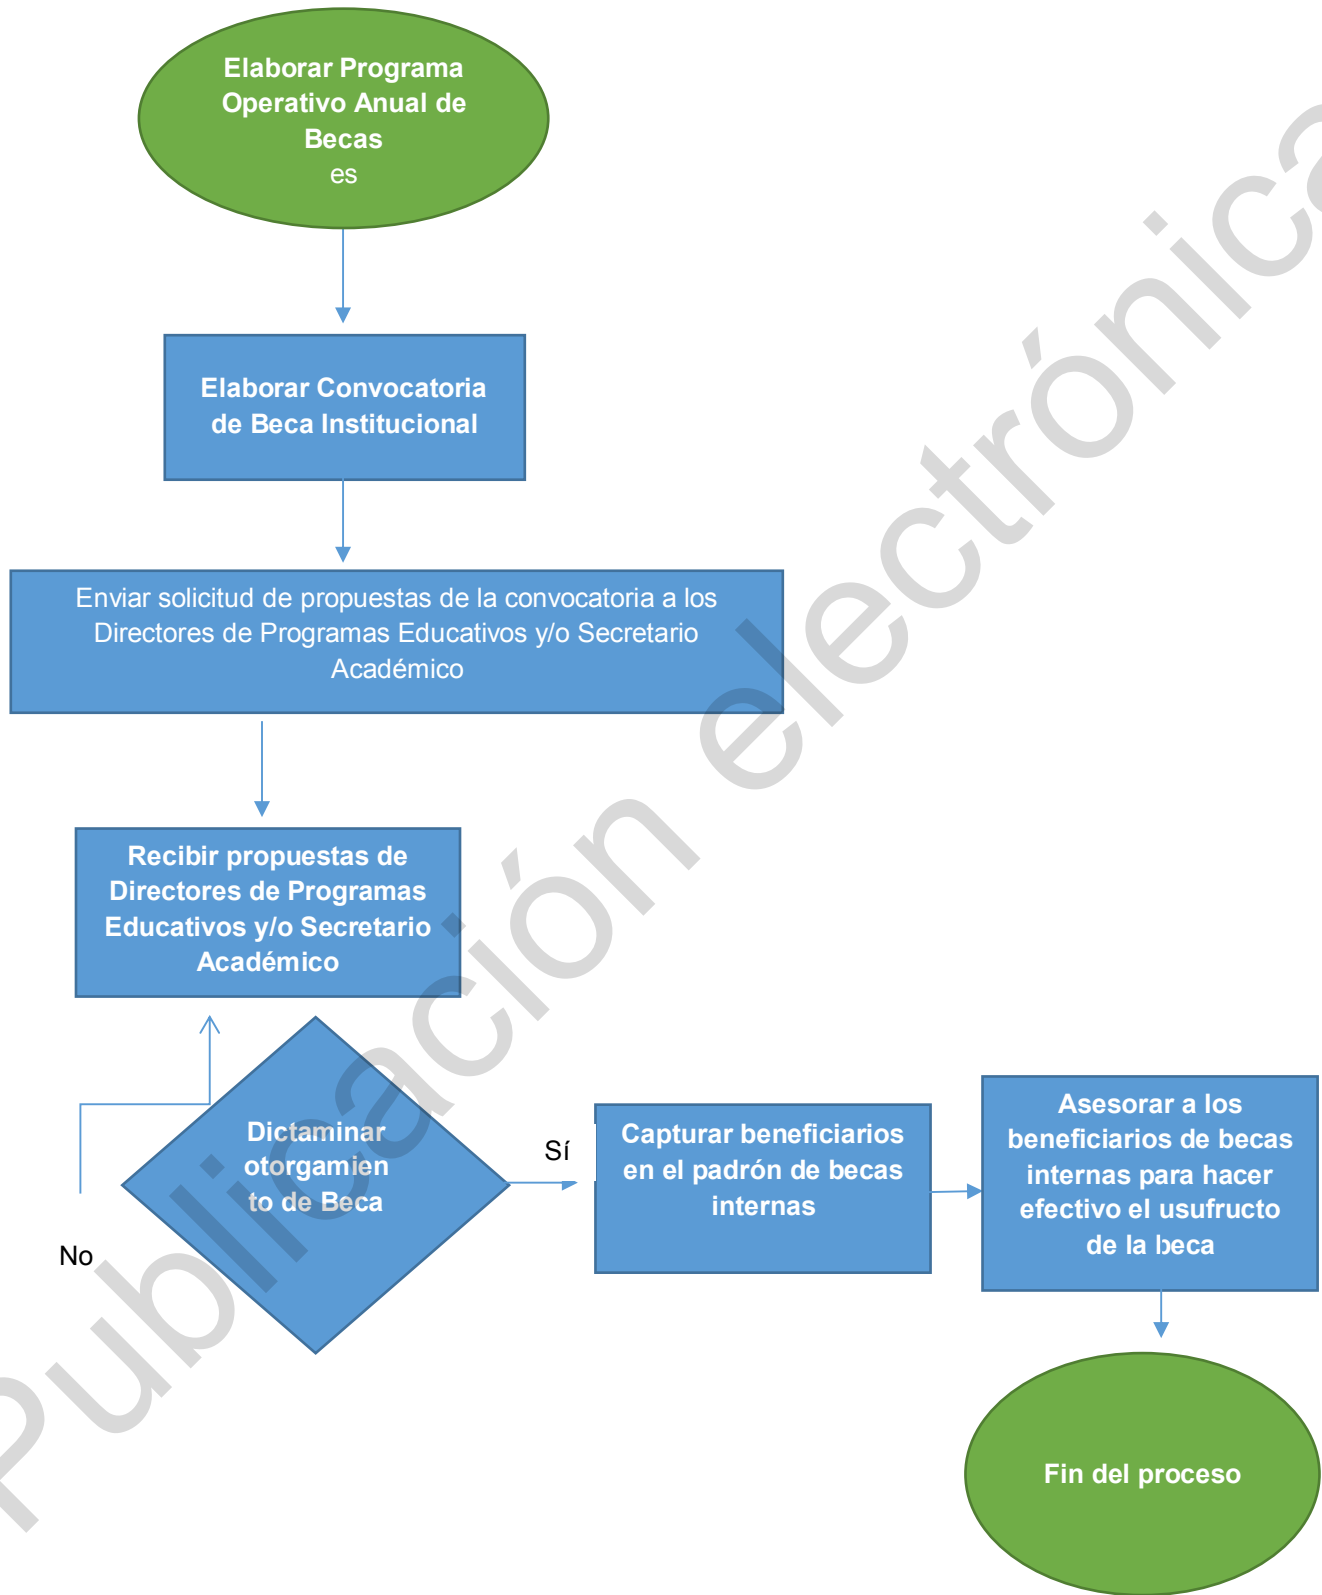 Elaborar Programa
Operativo Anual de
Becas
es
Elaborar Convocatoria
de Beca Institucional
Enviar solicitud de propuestas de la convocatoria a los
Directores de Programas Educativos y/o Secretario
Académico
Recibir propuestas de
Directores de Programas
Educativos y/o Secretario
Académico
Dictaminar
otorgamien
to de Beca
No
Sí
Capturar beneficiarios
en el padrón de becas
internas
Asesorar a los
beneficiarios de becas
internas para hacer
efectivo el usufructo
de la beca
Fin del proceso
Publicación electrónica